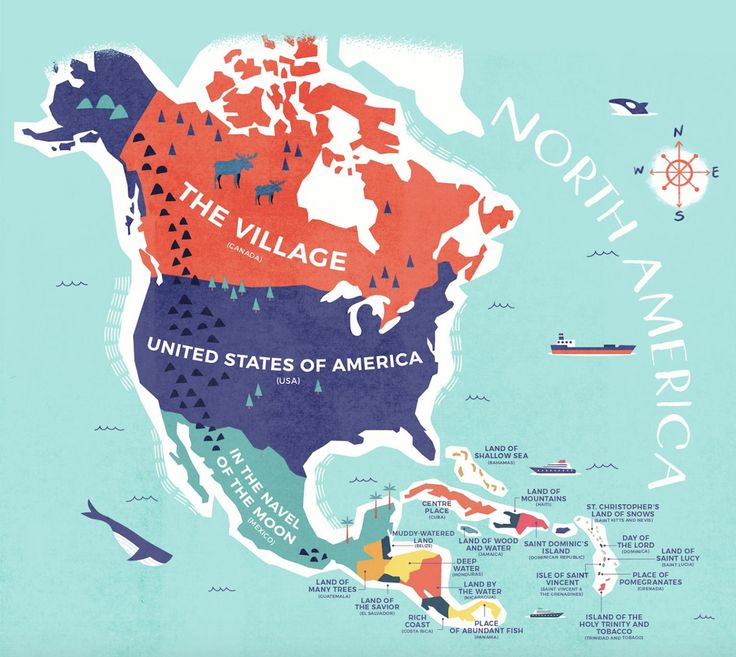 NORTH AMERICA
N
W E
S
THE VILLAGE
(CANADA)
UNITED STATES OF AMERICA
(USA)
IN THE NAVEL
OF THE MOON
(MEXICO)
LAND OF
SHALLOW SEA
(BAHAMAS)
CENTRE
PLACE
(CUBA)
LAND OF
MOUNTAINS
(HAITI)
ST. CHRISTOPHER'S
LAND OF SNOWS
(SAINT KITTS AND NEVIS)
MUDDY-WATERED
LAND
(BELIZE)
LAND OF WOOD
AND WATER
(JAMAICA)
SAINT DOMINIC'S
ISLAND
(DOMINICAN REPUBLIC)
DAY OF
THE LORD
(DOMINICA)
LAND OF
SAINT LUCY
(SAINT LUCIA)
DEEP
WATER
(HONDURAS)
ISLE OF SAINT
VINCENT
(SAINT VINCENT &
THE GRENADINES)
PLACE OF
POMEGRANATES
(GRENADA)
LAND OF
MANY TREES
(GUATEMALA)
LAND BY
THE WATER
(NICARAGUA)
LAND OF
THE SAVIOR
(EL SALVADOR)
RICH
COAST
(COSTA RICA)
PLACE
OF ABUNDANT FISH
(PANAMA)
ISLAND OF THE
HOLY TRINITY AND
TOBACCO
(TRINIDAD AND TOBAGO)